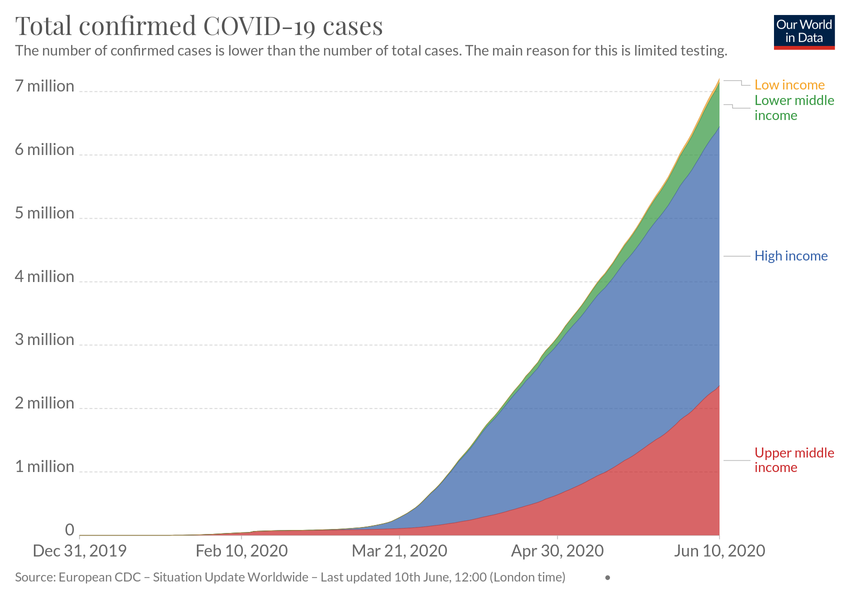 Total confirmed COVID-19 cases
Our World
in Data
The number of confirmed cases is lower than the number of total cases. The main reason for this is limited testing.
7 million
Low income
Lower middle
income
6 million
5 million
High income
4 million
3 million
2 million
Upper middle
income
1 million
0
Dec 31, 2019
Feb 10, 2020
Mar 21, 2020
Apr 30, 2020
Jun 10, 2020
Source: European CDC – Situation Update Worldwide – Last updated 10th June, 12:00 (London time) •